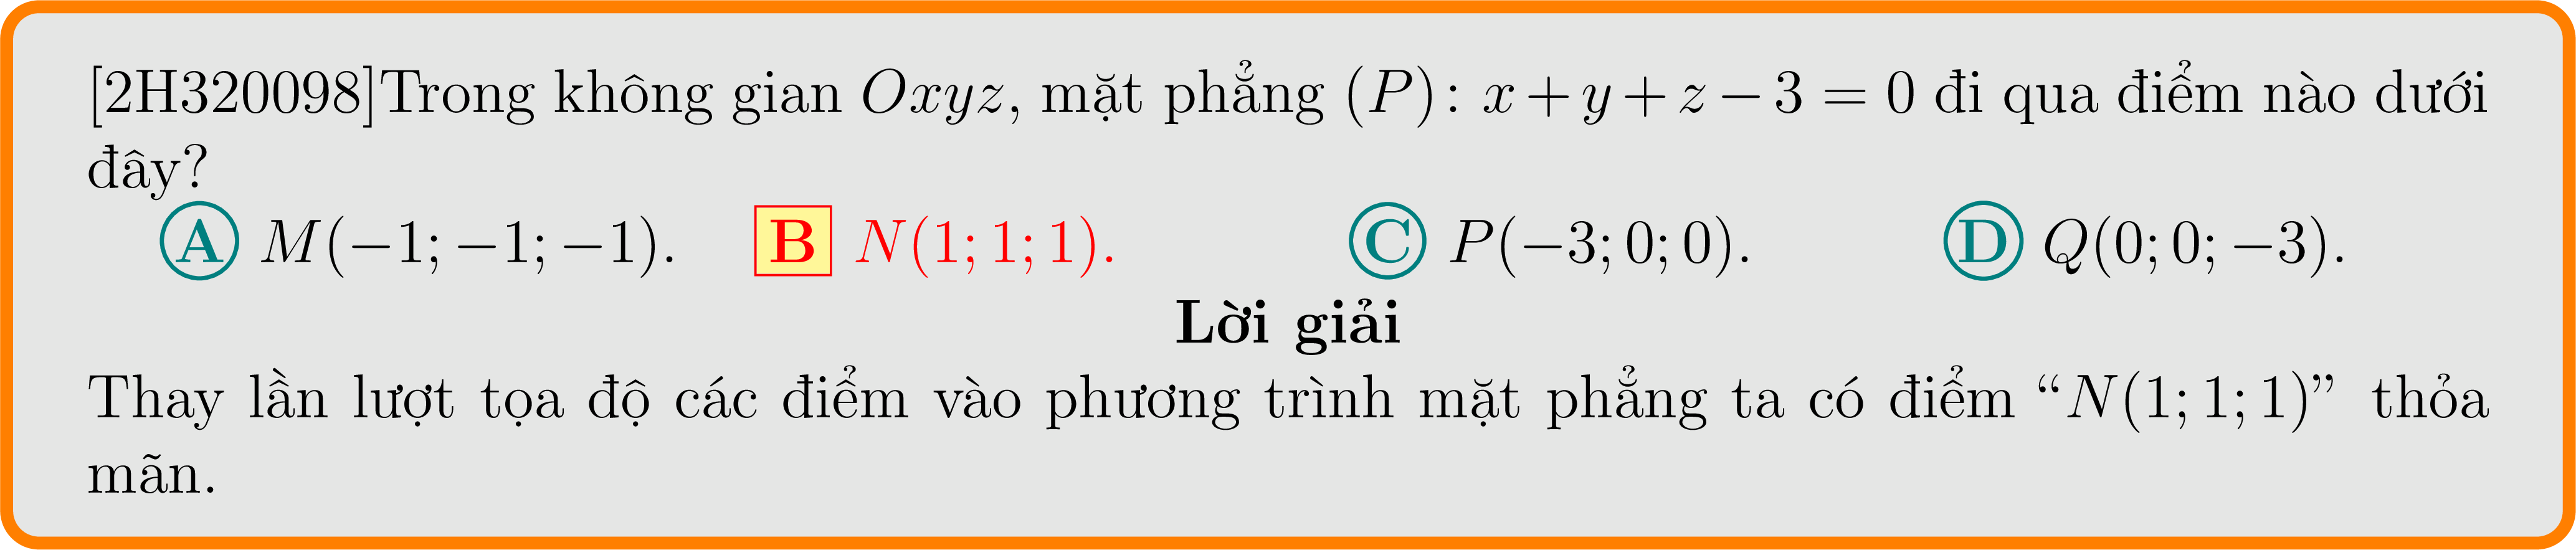 [2H320098]Trong không gian Oxyz, mặt phẳng (P): x + y + z − 3 = 0 đi qua điểm nào dưới
đây?
A M(−1; −1; −1). B N(1; 1; 1). C P(−3; 0; 0). D Q(0; 0; −3).
Lời giải
Thay lần lượt tọa độ các điểm vào phương trình mặt phẳng ta có điểm “N(1; 1; 1)” thỏa
mãn.